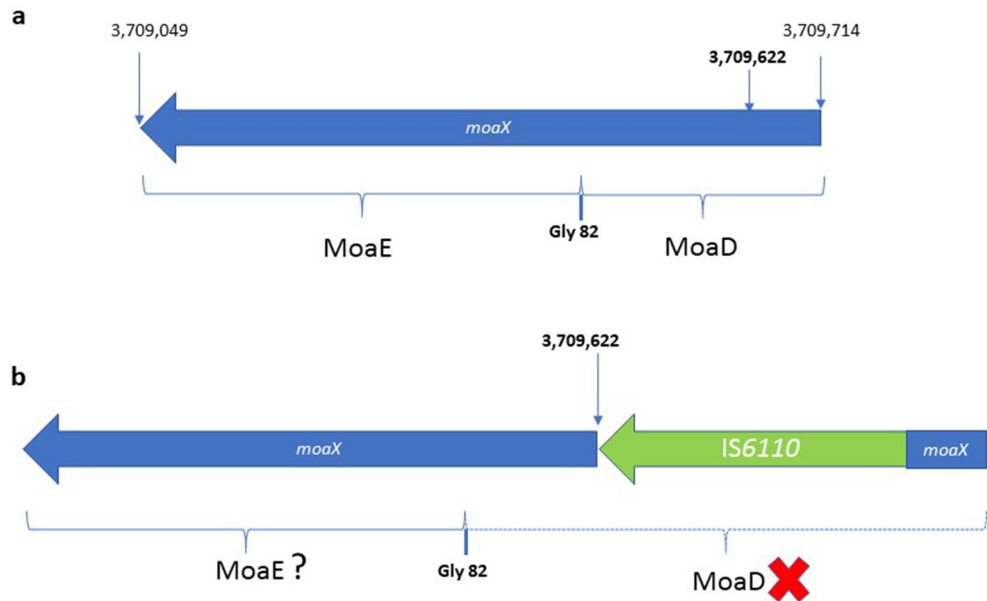 a
3,709,049
3,709,714
3,709,622
moaX
Gly 82
MoaE
MoaD
3,709,622
b
moaX
IS6110
moaX
MoaE ?
Gly 82
MoaD